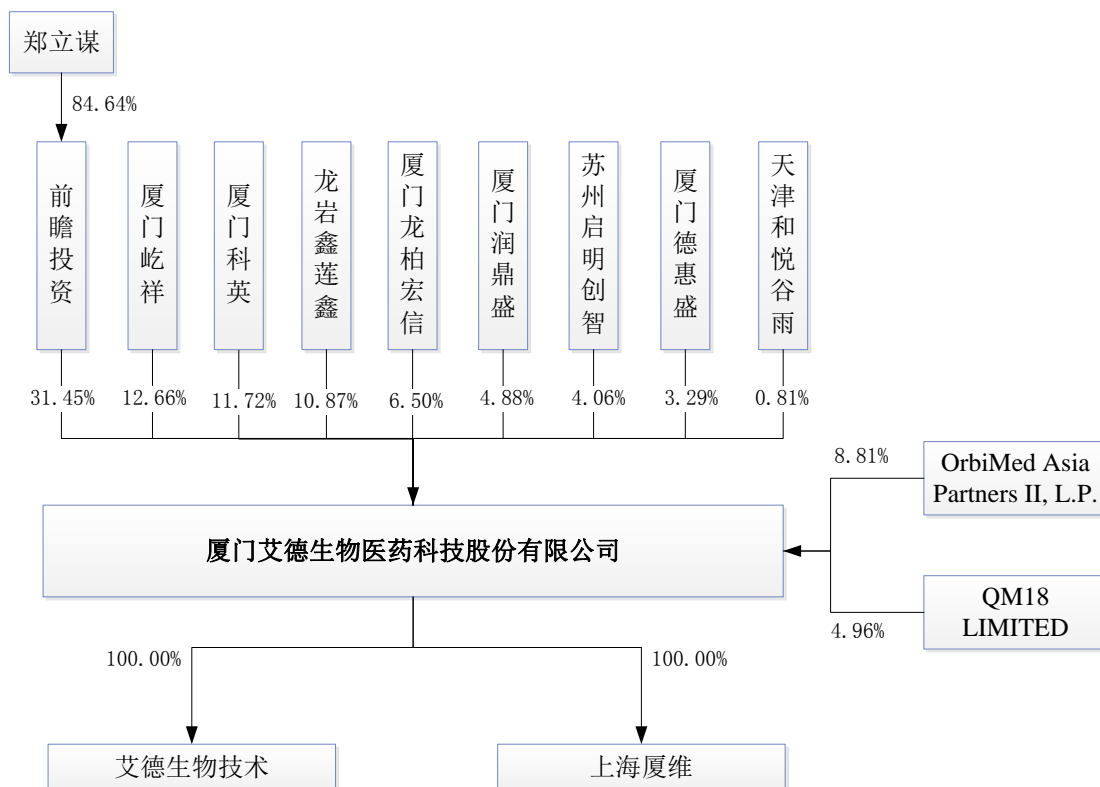 郑立谋
84.64%
前瞻投资
厦门屹祥
厦门科英
龙岩鑫莲鑫
厦门龙柏宏信
厦门润鼎盛
苏州启明创智
厦门德惠盛
天津和悦谷雨
31.45%
12.66%
11.72%
10.87%
6.50%
4.88%
4.06%
3.29%
0.81%
8.81%
OrbiMed Asia
Partners II, L.P.
厦门艾德生物医药科技股份有限公司
QM18
LIMITED
4.96%
100.00%
100.00%
艾德生物技术
上海厦维